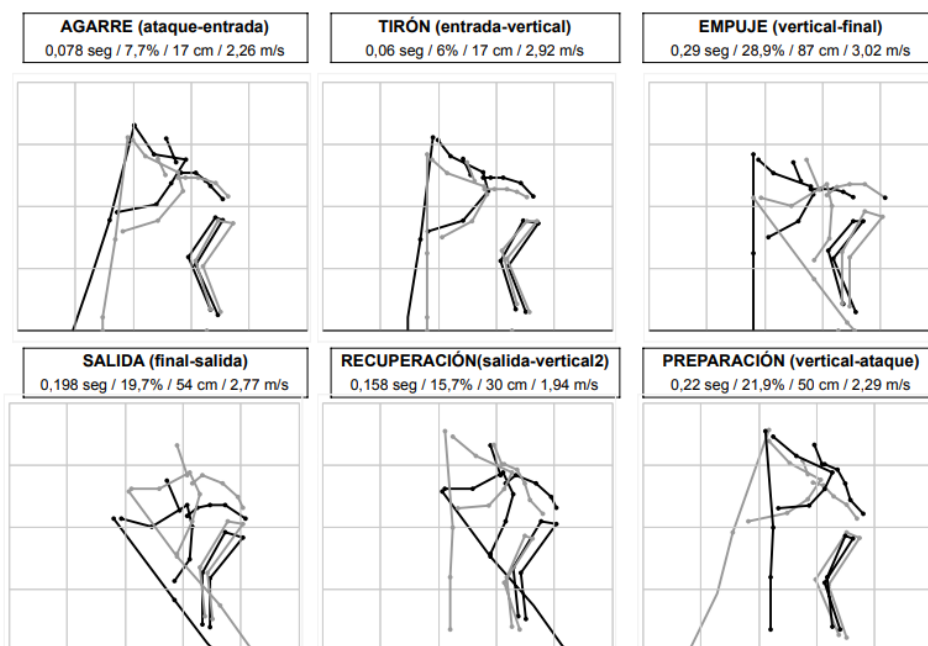 AGARRE (ataque-entrada)
0,078 seg / 7,7% / 17 cm / 2,26 m/s
TIRÓN (entrada-vertical)
0,06 seg / 6% / 17 cm / 2,92 m/s
EMPUJE (vertical-final)
0,29 seg / 28,9% / 87 cm / 3,02 m/s
SALIDA (final-salida)
0,198 seg / 19,7% / 54 cm / 2,77 m/s
RECUPERACIÓN(salida-vertical2)
0,158 seg / 15,7% / 30 cm / 1,94 m/s
PREPARACIÓN (vertical-ataque)
0,22 seg / 21,9% / 50 cm / 2,29 m/s